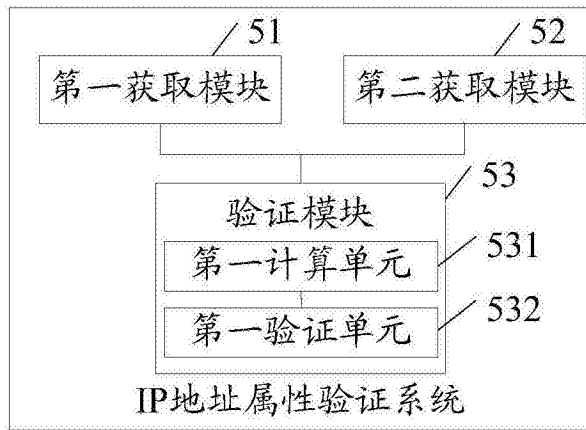 51
52
第一获取模块
第二获取模块
53
验证模块
第一计算单元
531
第一验证单元
532
IP地址属性验证系统